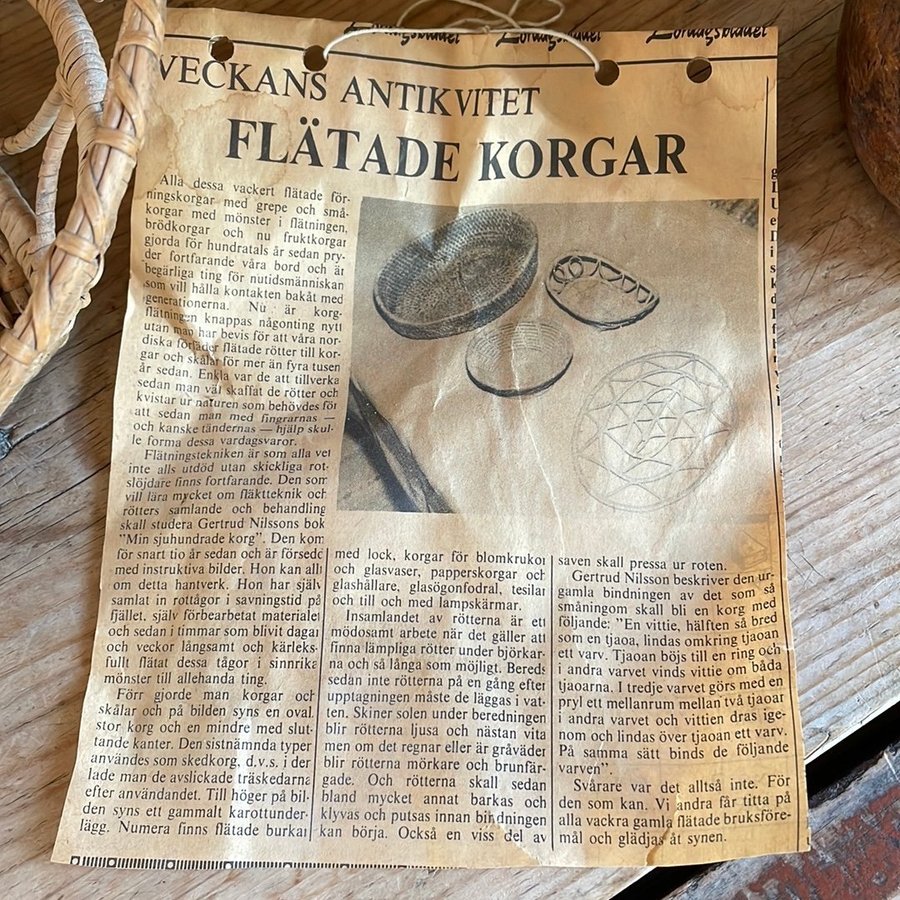 Lördagsbladet
VECKANS ANTIKVITET
FLÄTADE KORGAR
Alla dessa vackert flätade för-
ningskorgar med grepe och små-
korgar med mönster i flätningen,
brödkorgar och nu fruktkorgar
gjorda för hundratals år sedan pry-
der fortfarande våra bord och är
begärliga ting för nutidsmänniskan
som vill hålla kontakten bakåt med
generationerna. Nu är korg-
flätningen knappas någonting nytt
utan man har bevis för att våra nor-
diska förfäder flätade rötter till kor-
gar och skålar för mer än fyra tusen
år sedan. Enkla var de att tillverka
sedan man väl skaffat de rötter och
kvistar ur naturen som behövdes för
att sedan man med fingrarnas —
och kanske tändernas — hjälp skul-
le forma dessa vardagsvaror.
Flätningstekniken är som alla vet
inte alls utdöd utan skickliga rot-
slöjdare finns fortfarande. Den som
vill lära mycket om fläktteknik och
rötters samlande och behandling
skall studera Gertrud Nilssons bok
"Min sjuhundrade korg". Den kom
för snart tio år sedan och är försedd
med instruktiva bilder. Hon kan allt
om detta hantverk. Hon har själv
samlat in rottågor i savningstid på
fjället, själv förbearbetat materialet
och sedan i timmar som blivit dagar
och veckor långsamt och kärleks-
fullt flätat dessa tågor i sinnrika
mönster till allehanda ting.
Förr gjorde man korgar och
skålar och på bilden syns en oval,
stor korg och en mindre med slut-
tande kanter. Den sistnämnda typen
användes som skedkorg, d.v.s. i den
lade man de avslickade träskedarna
efter användandet. Till höger på bil-
den syns ett gammalt karottunder-
lägg. Numera finns flätade burkar
med lock, korgar för blomkrukor
och glasvaser, papperskorgar och
glashållare, glasögonfodral, tesilar
och till och med lampskärmar.
Insamlandet av rötterna är ett
mödosamt arbete när det gäller att
finna lämpliga rötter under björkar-
na och så långa som möjligt. Bereds
sedan inte rötterna på en gång efter
upptagningen måste de läggas i vat-
ten. Skiner solen under beredningen
blir rötterna ljusa och nästan vita
men om det regnar eller är gråväder
blir rötterna mörkare och brunfär-
gade. Och rötterna skall sedan
bland mycket annat barkas och
klyvas och putsas innan bindningen
kan börja. Också en viss del av
saven skall pressa ur roten.
Gertrud Nilsson beskriver den ur-
gamla bindningen av det som så
småningom skall bli en korg med
följande: "En vittie, hälften så bred
som en tjaoa, lindas omkring tjaoan
ett varv. Tjaoan böjs till en ring och
i andra varvet vinds vittie om båda
tjaoarna. I tredje varvet görs med en
pryl ett mellanrum mellan två tjaoar
i andra varvet och vittien dras ige-
nom och lindas över tjaoan ett varv.
På samma sätt binds de följande
varven".
Svårare var det alltså inte. För
den som kan. Vi andra får titta på
alla vackra gamla flätade bruksföre-
mål och glädjas åt synen.